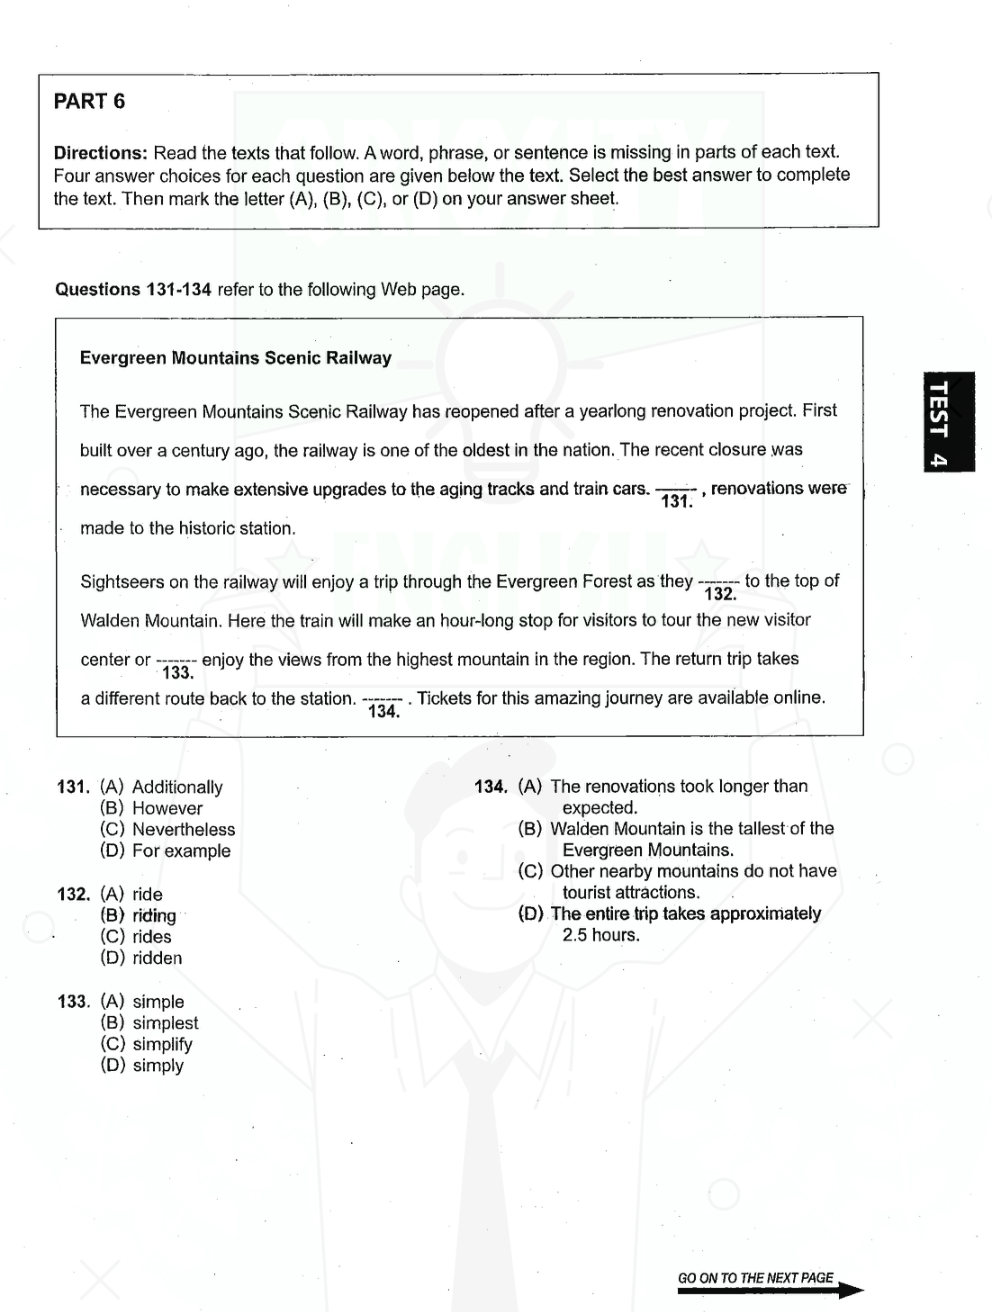 PART 6
Directions: Read the texts that follow. A word, phrase, or sentence is missing in parts of each text.
Four answer choices for each question are given below the text. Select the best answer to complete
the text. Then mark the letter (A), (B), (C), or (D) on your answer sheet.
Questions 131-134 refer to the following Web page.
Evergreen Mountains Scenic Railway
The Evergreen Mountains Scenic Railway has reopened after a yearlong renovation project. First
built over a century ago, the railway is one of the oldest in the nation. The recent closure was
necessary to make extensive upgrades to the aging tracks and train cars. ------- , renovations were
131.
made to the historic station.
Sightseers on the railway will enjoy a trip through the Evergreen Forest as they ------- to the top of
132.
Walden Mountain. Here the train will make an hour-long stop for visitors to tour the new visitor
center or ------- enjoy the views from the highest mountain in the region. The return trip takes
133.
a different route back to the station. ------- . Tickets for this amazing journey are available online.
134.
131. (A) Additionally
(B) However
(C) Nevertheless
(D) For example
132. (A) ride
(B) riding
(C) rides
(D) ridden
133. (A) simple
(B) simplest
(C) simplify
(D) simply
134. (A) The renovations took longer than
expected.
(B) Walden Mountain is the tallest of the
Evergreen Mountains.
(C) Other nearby mountains do not have
tourist attractions.
(D) The entire trip takes approximately
2.5 hours.
TEST 4
GO ON TO THE NEXT PAGE